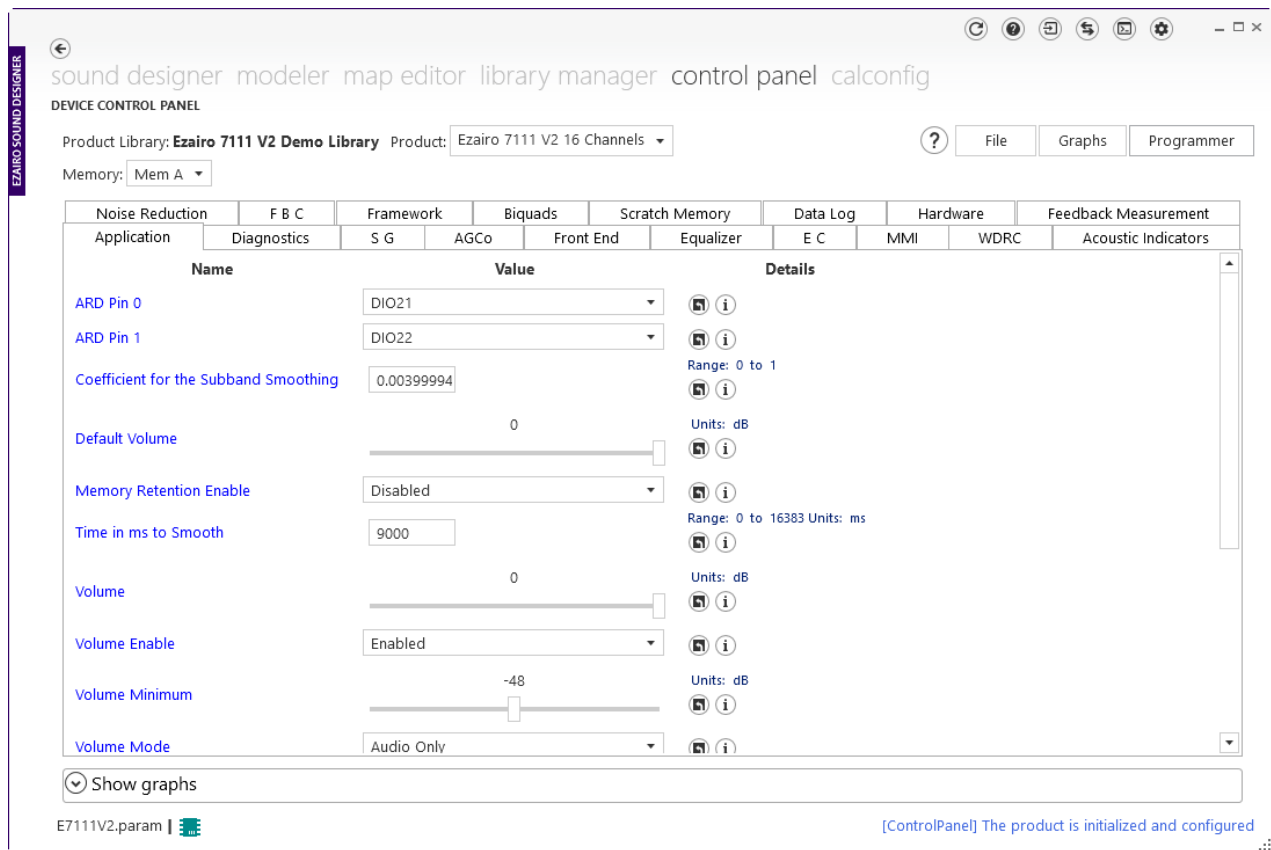 EZAIRO SOUND DESIGNER
sound designer modeler map editor library manager control panel calconfig
DEVICE CONTROL PANEL
Product Library: Ezairo 7111 V2 Demo Library Product: Ezairo 7111 V2 16 Channels ? File Graphs Programmer
Memory: Mem A
Noise Reduction F B C Framework Biquads Scratch Memory Data Log Hardware Feedback Measurement
Application Diagnostics S G AGCo Front End Equalizer E C MMI WDRC Acoustic Indicators
Name Value Details
ARD Pin 0 DIO21
ARD Pin 1 DIO22
Range: 0 to 1
Coefficient for the Subband Smoothing 0.00399994
0 Units: dB
Default Volume
Memory Retention Enable Disabled
Range: 0 to 16383 Units: ms
Time in ms to Smooth 9000
0 Units: dB
Volume
Volume Enable Enabled
-48 Units: dB
Volume Minimum
Volume Mode Audio Only
Show graphs
E7111V2.param | [ControlPanel] The product is initialized and configured